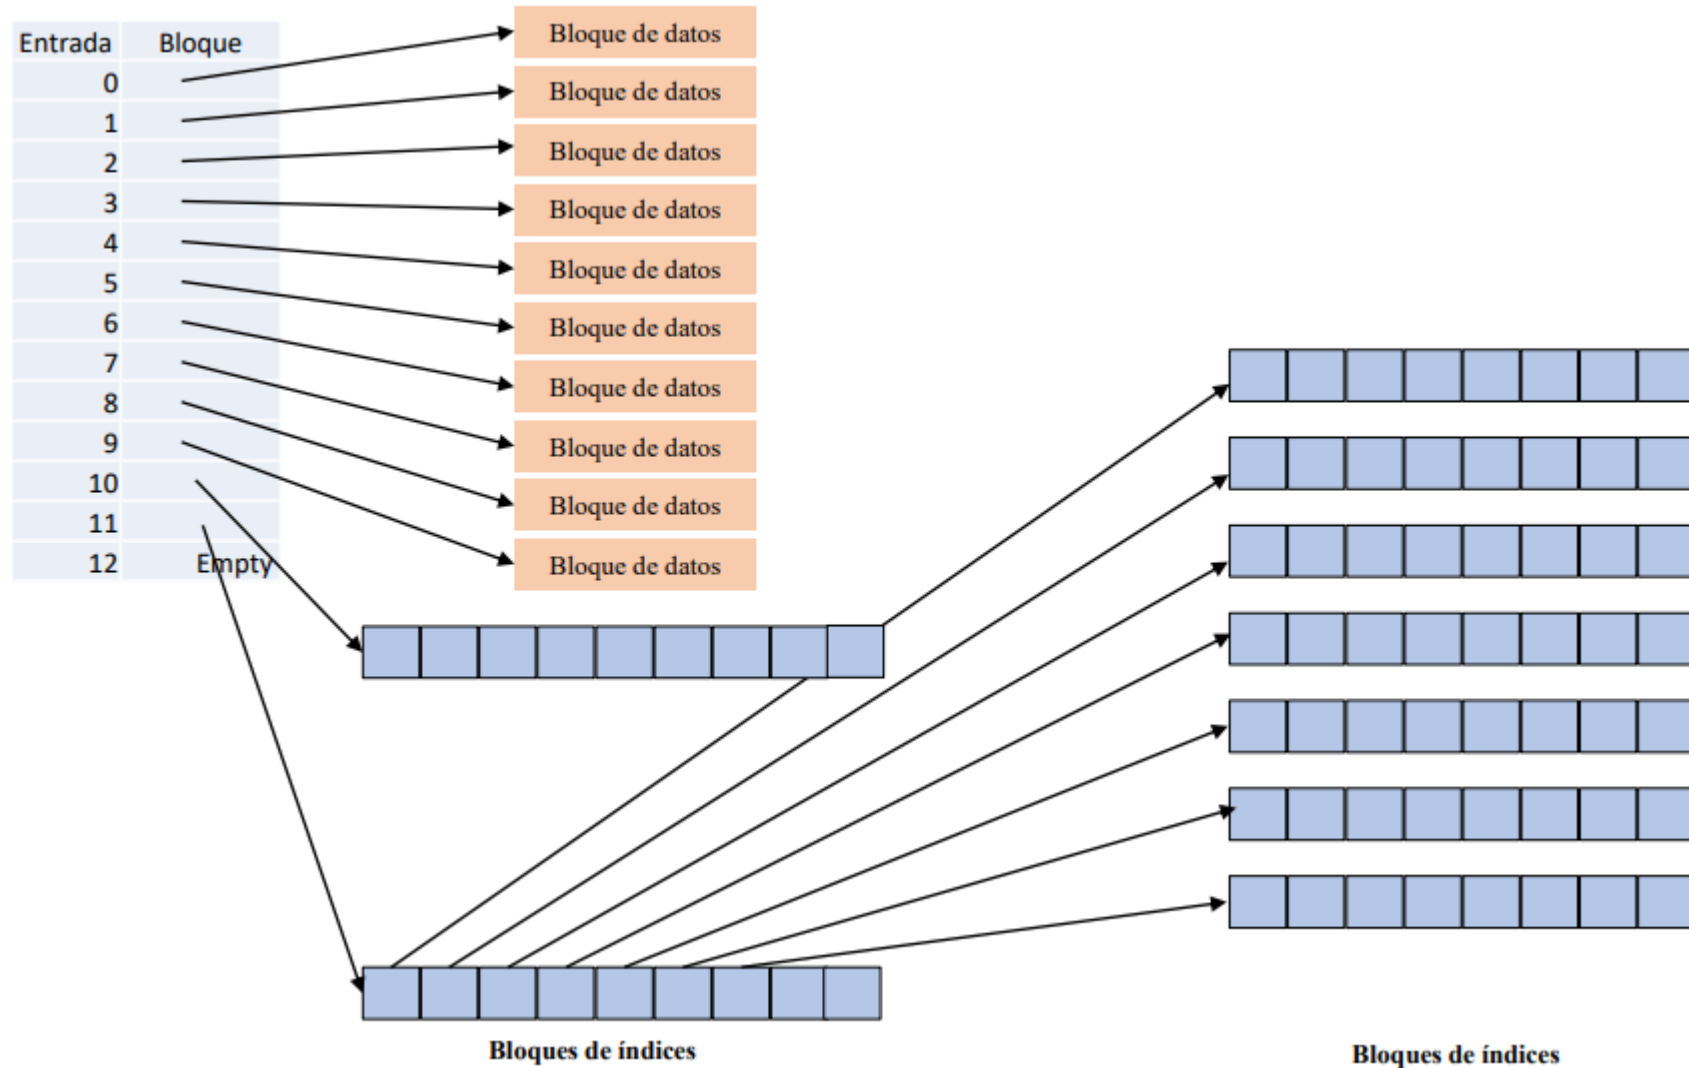 Entrada Bloque
0
1
2
3
4
5
6
7
8
9
10
11
12 Empty
Bloque de datos
Bloque de datos
Bloque de datos
Bloque de datos
Bloque de datos
Bloque de datos
Bloque de datos
Bloque de datos
Bloque de datos
Bloque de datos
Bloques de índices
Bloques de índices